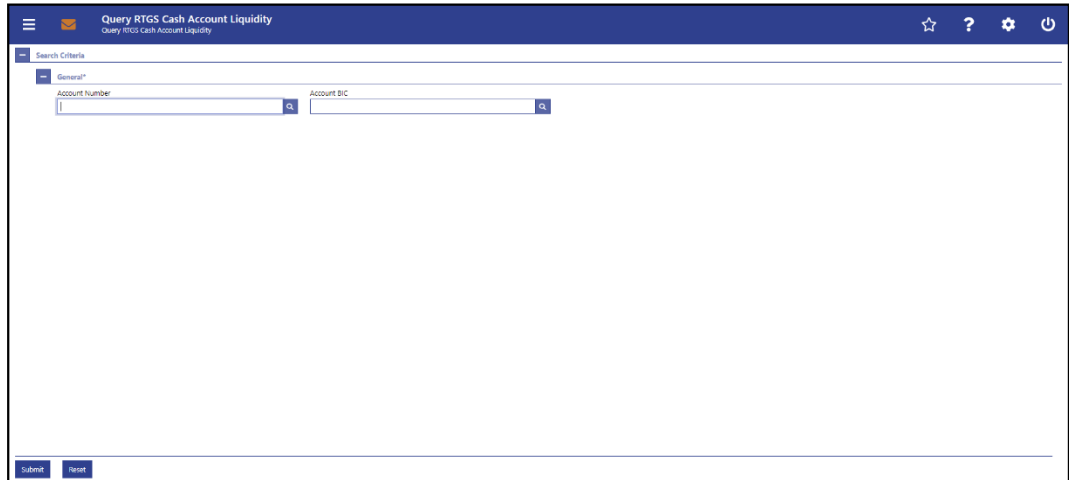 Query RTGS Cash Account Liquidity
Query RTGS Cash Account Liquidity
Search Criteria
General*
Account Number Account BIC
Submit Reset